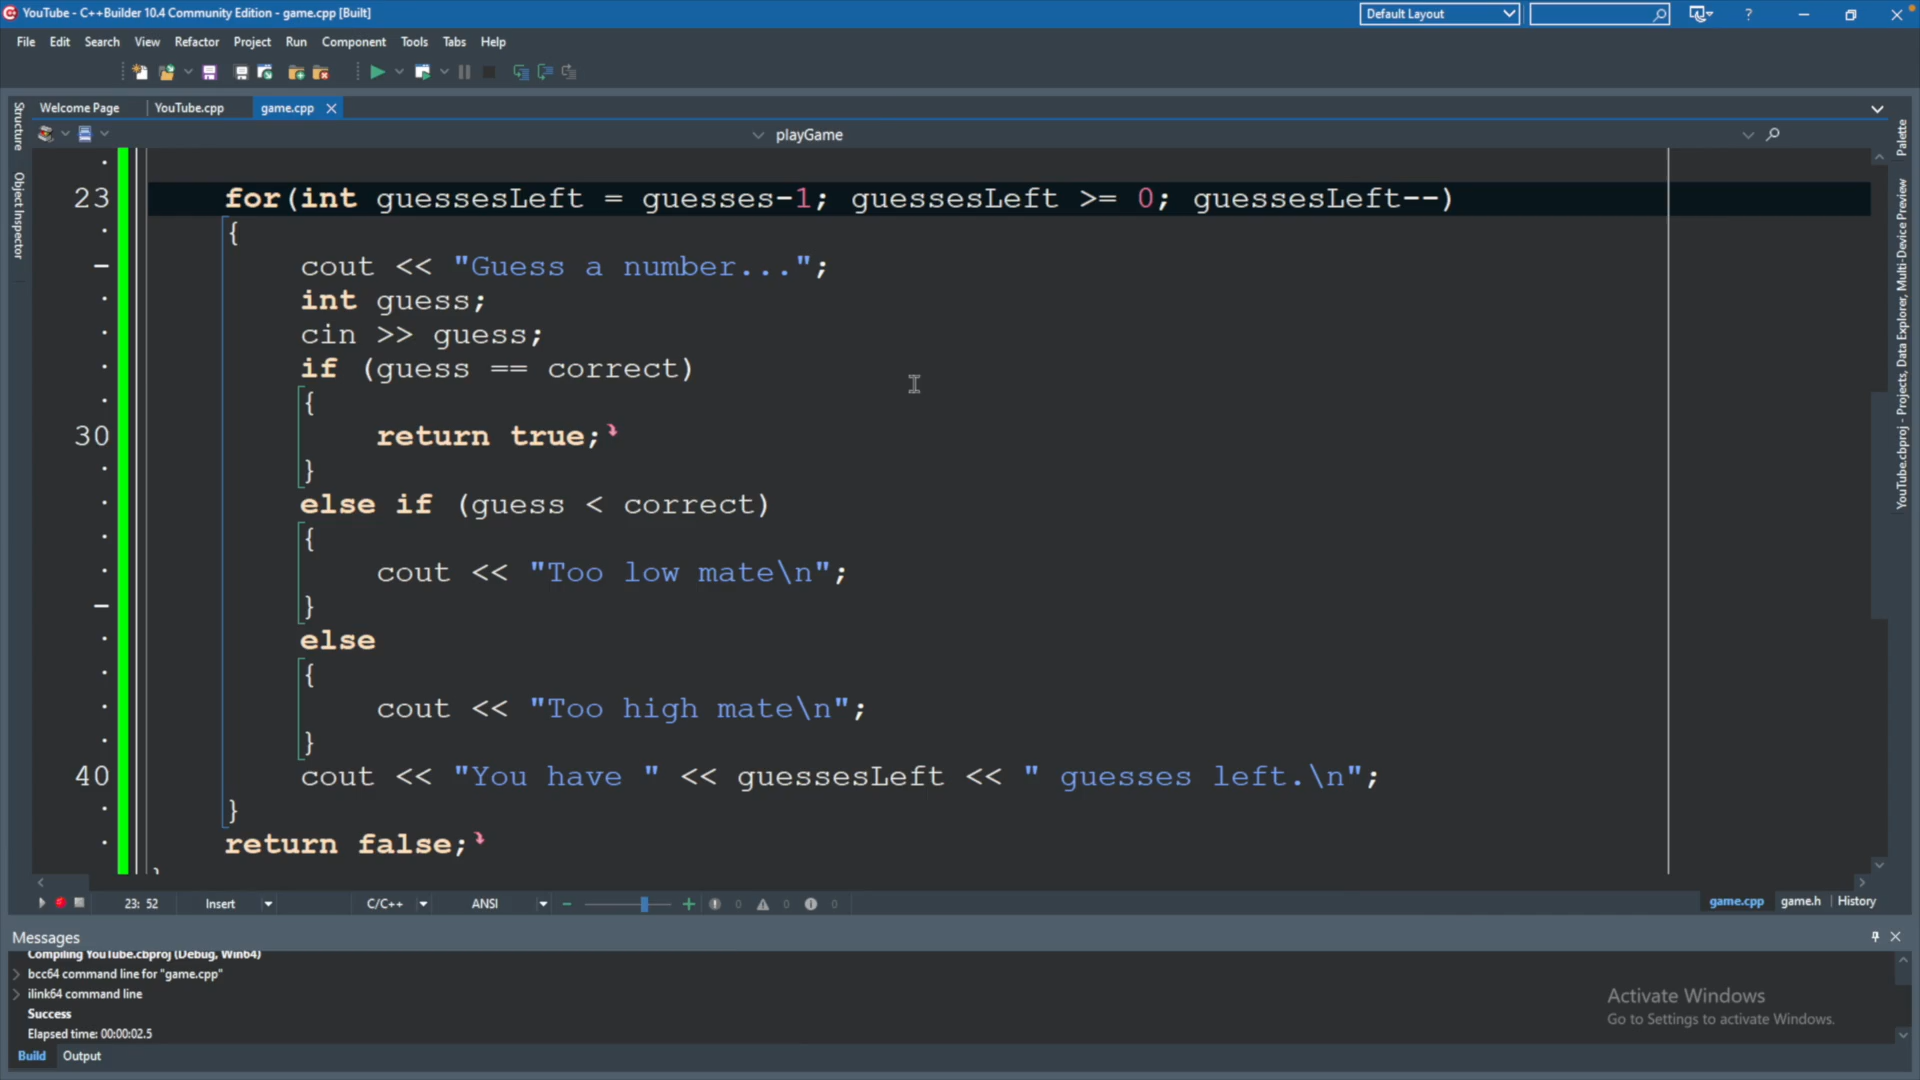 YouTube - C++Builder 10.4 Community Edition - game.cpp [Built]
Default Layout
?
File Edit Search View Refactor Project Run Component Tools Tabs Help
Welcome Page YouTube.cpp game.cpp
playGame
Structure
Object Inspector
Palette
YouTube.cbproj - Projects, Data Explorer, Multi-Device Preview
23 for(int guessesLeft = guesses-1; guessesLeft >= 0; guessesLeft--)
{
cout << "Guess a number...";
int guess;
cin >> guess;
if (guess == correct)
{
30 return true;
}
else if (guess < correct)
{
cout << "Too low mate\n";
}
else
{
cout << "Too high mate\n";
}
40 cout << "You have " << guessesLeft << " guesses left.\n";
}
return false;
23: 52 Insert C/C++ ANSI 0 0 0
game.cpp game.h History
Messages
Compiling YouTube.cbproj (Debug, Win64)
bcc64 command line for "game.cpp"
ilink64 command line
Success
Elapsed time: 00:00:02.5
Activate Windows
Go to Settings to activate Windows.
Build Output